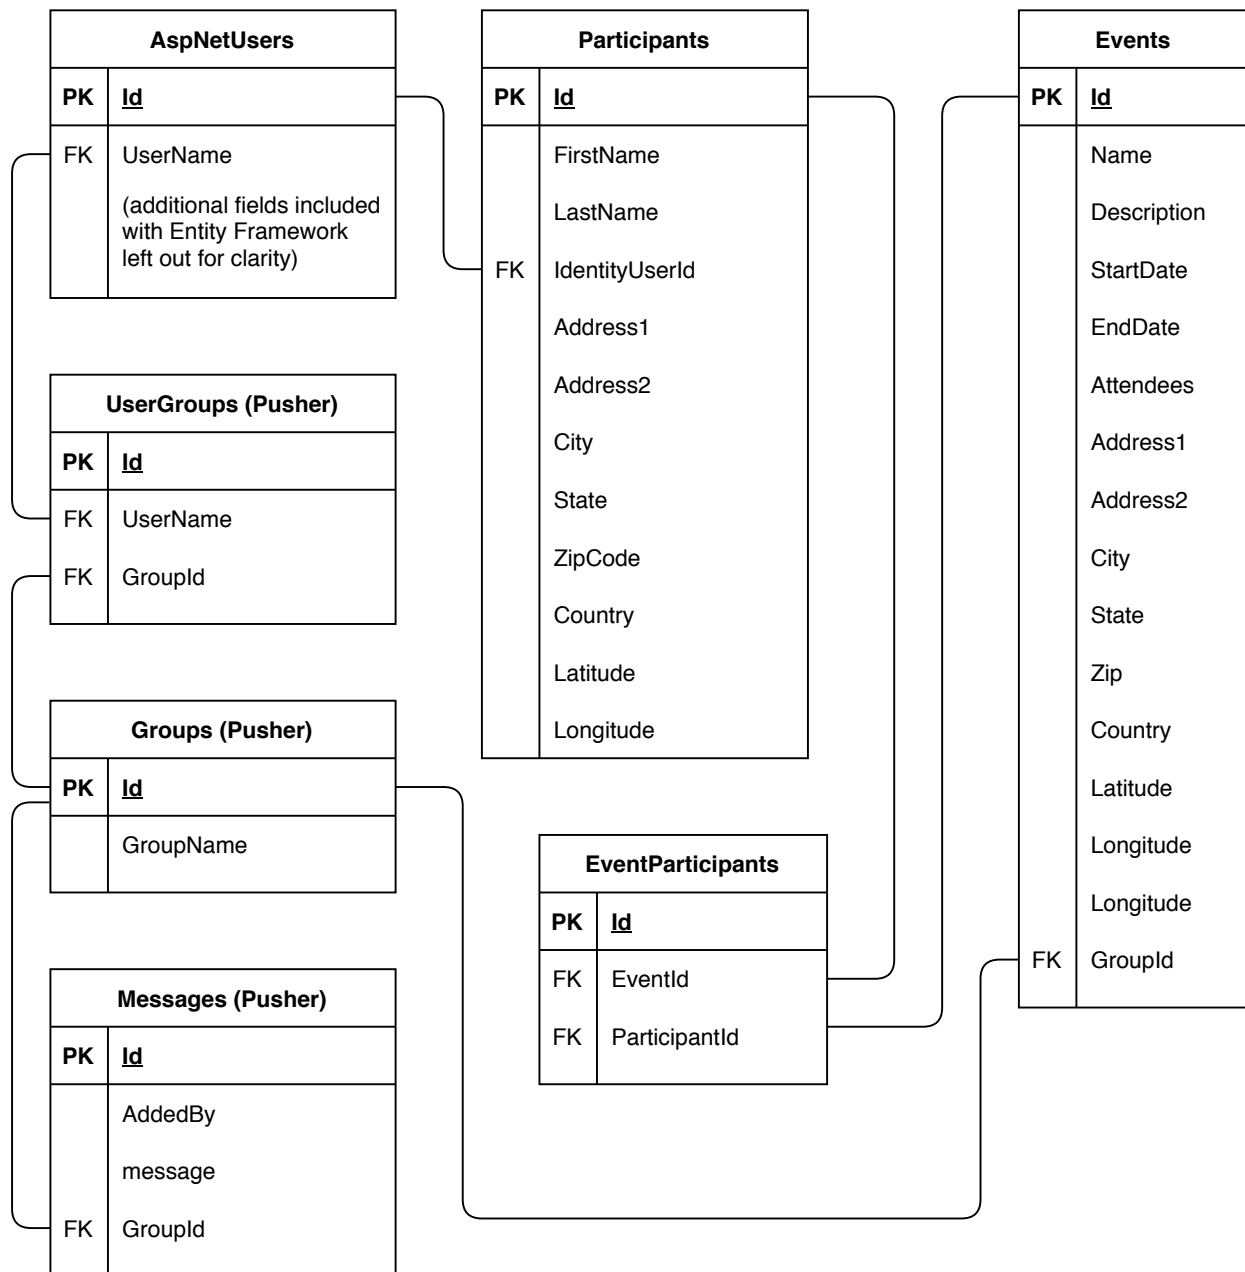 AspNetUsers
PK Id
FK UserName
(additional fields included
with Entity Framework
left out for clarity)
UserGroups (Pusher)
PK Id
FK UserName
FK GroupId
Groups (Pusher)
PK Id
GroupName
Messages (Pusher)
PK Id
AddedBy
message
FK GroupId
Participants
PK Id
FirstName
LastName
FK IdentityUserId
Address1
Address2
City
State
ZipCode
Country
Latitude
Longitude
EventParticipants
PK Id
FK EventId
FK ParticipantId
Events
PK Id
Name
Description
StartDate
EndDate
Attendees
Address1
Address2
City
State
Zip
Country
Latitude
Longitude
Longitude
FK GroupId